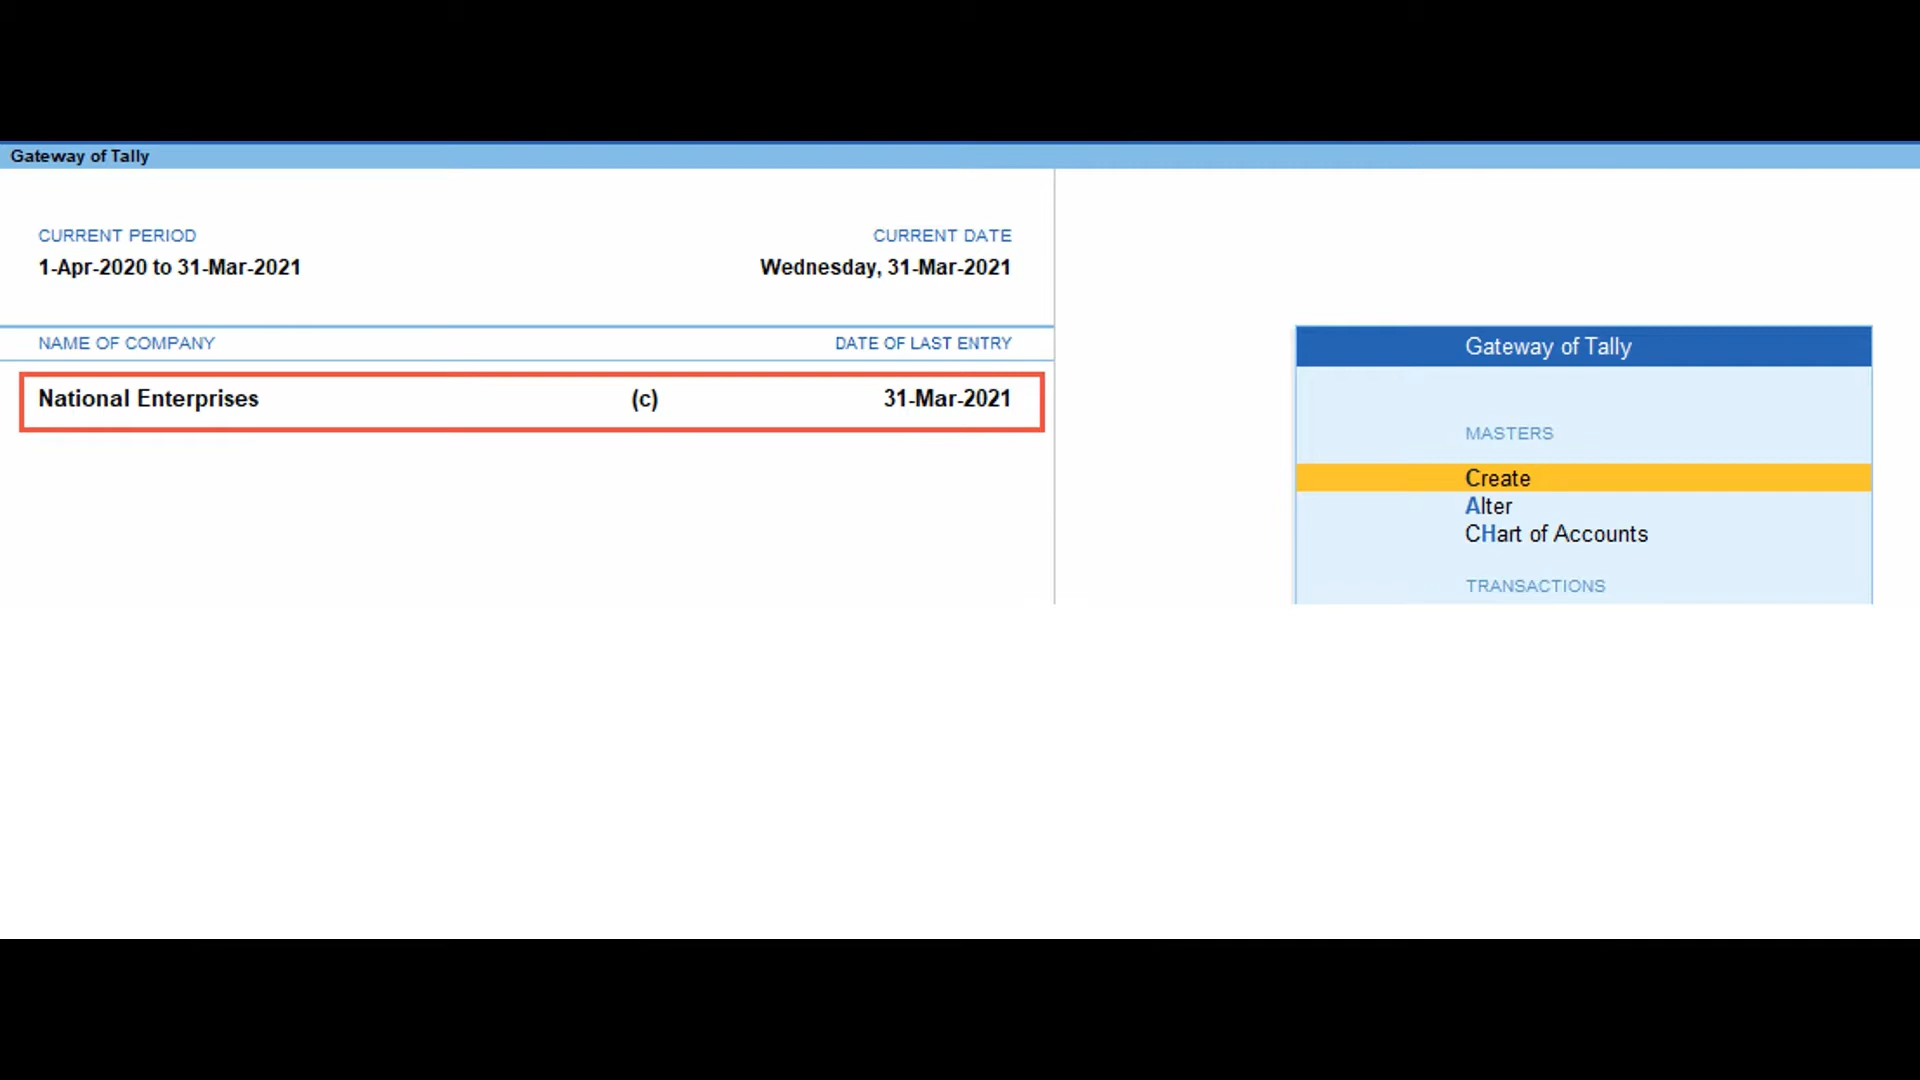 Gateway of Tally
CURRENT PERIOD
CURRENT DATE
1-Apr-2020 to 31-Mar-2021
Wednesday, 31-Mar-2021
NAME OF COMPANY
DATE OF LAST ENTRY
National Enterprises (c) 31-Mar-2021
Gateway of Tally
MASTERS
Create
Alter
CHart of Accounts
TRANSACTIONS